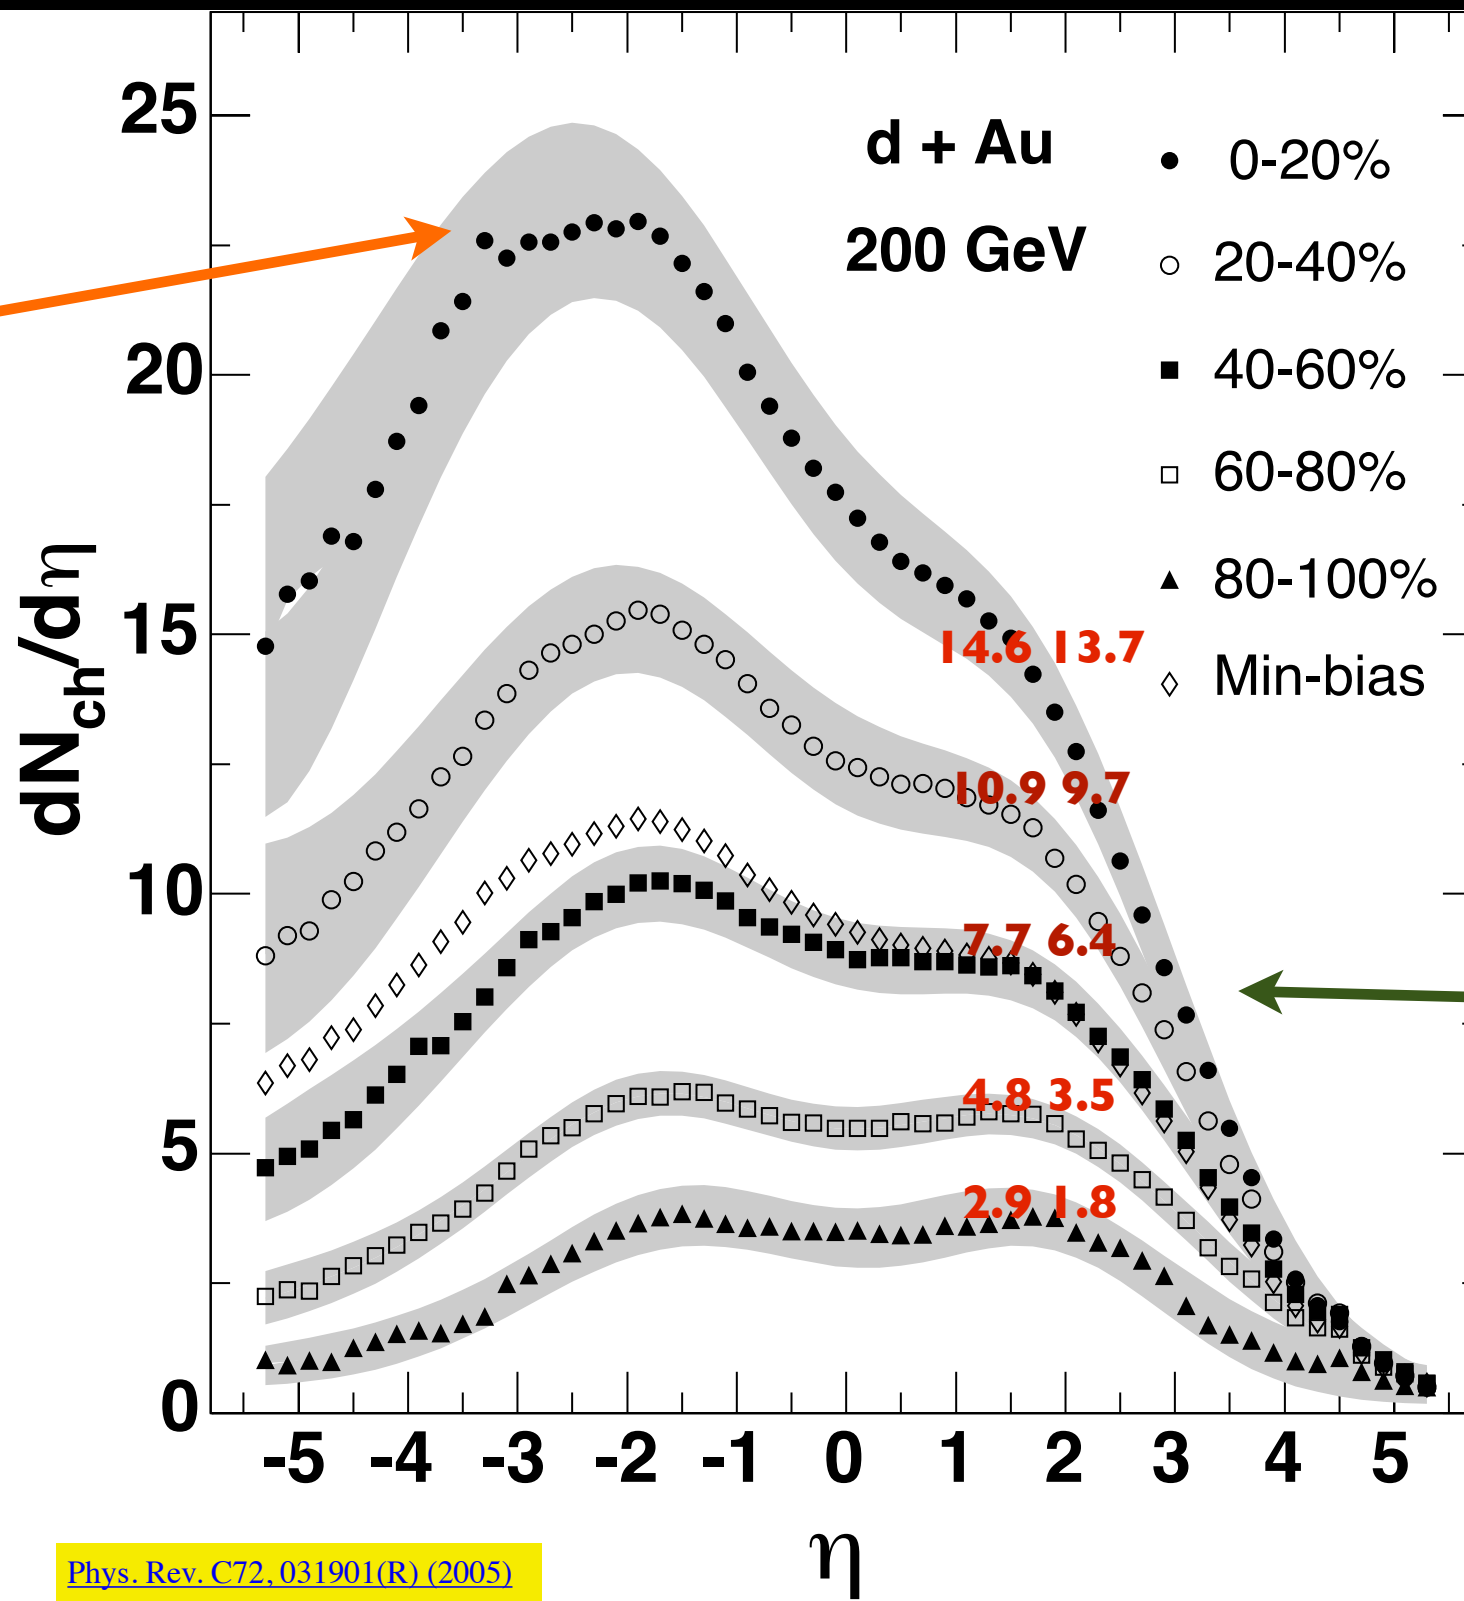 25
20
15
10
5
0
dN_ch/dη
d + Au
200 GeV
0-20%
20-40%
40-60%
60-80%
80-100%
Min-bias
14.6 13.7
10.9 9.7
7.7 6.4
4.8 3.5
2.9 1.8
-5 -4 -3 -2 -1 0 1 2 3 4 5
η
Phys. Rev. C72, 031901(R) (2005)